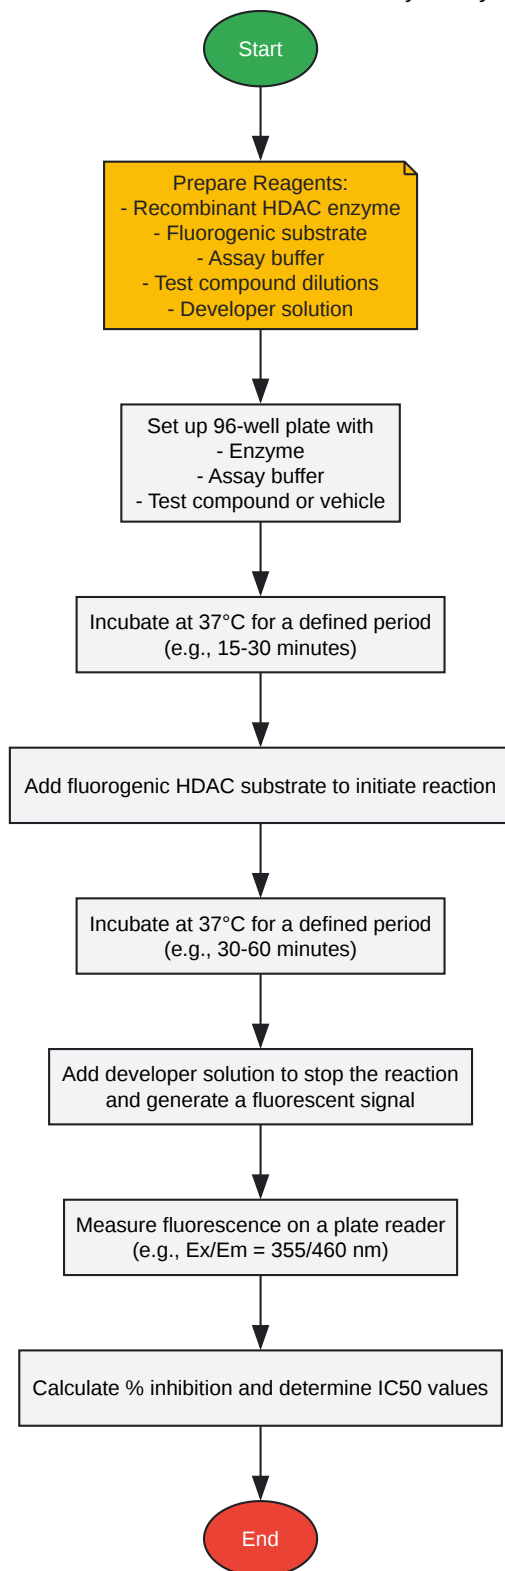 Start
Prepare Reagents:
- Recombinant HDAC enzyme
- Fluorogenic substrate
- Assay buffer
- Test compound dilutions
- Developer solution
Set up 96-well plate with
- Enzyme
- Assay buffer
- Test compound or vehicle
Incubate at 37°C for a defined period
(e.g., 15-30 minutes)
Add fluorogenic HDAC substrate to initiate reaction
Incubate at 37°C for a defined period
(e.g., 30-60 minutes)
Add developer solution to stop the reaction
and generate a fluorescent signal
Measure fluorescence on a plate reader
(e.g., Ex/Em = 355/460 nm)
Calculate % inhibition and determine IC50 values
End